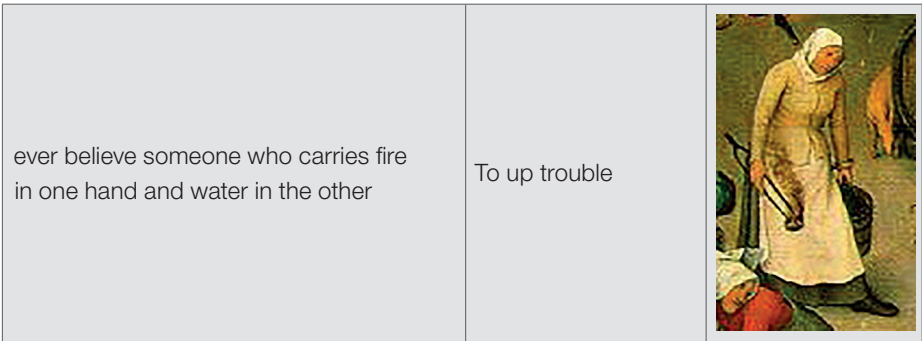 ever believe someone who carries fire
in one hand and water in the other
To up trouble